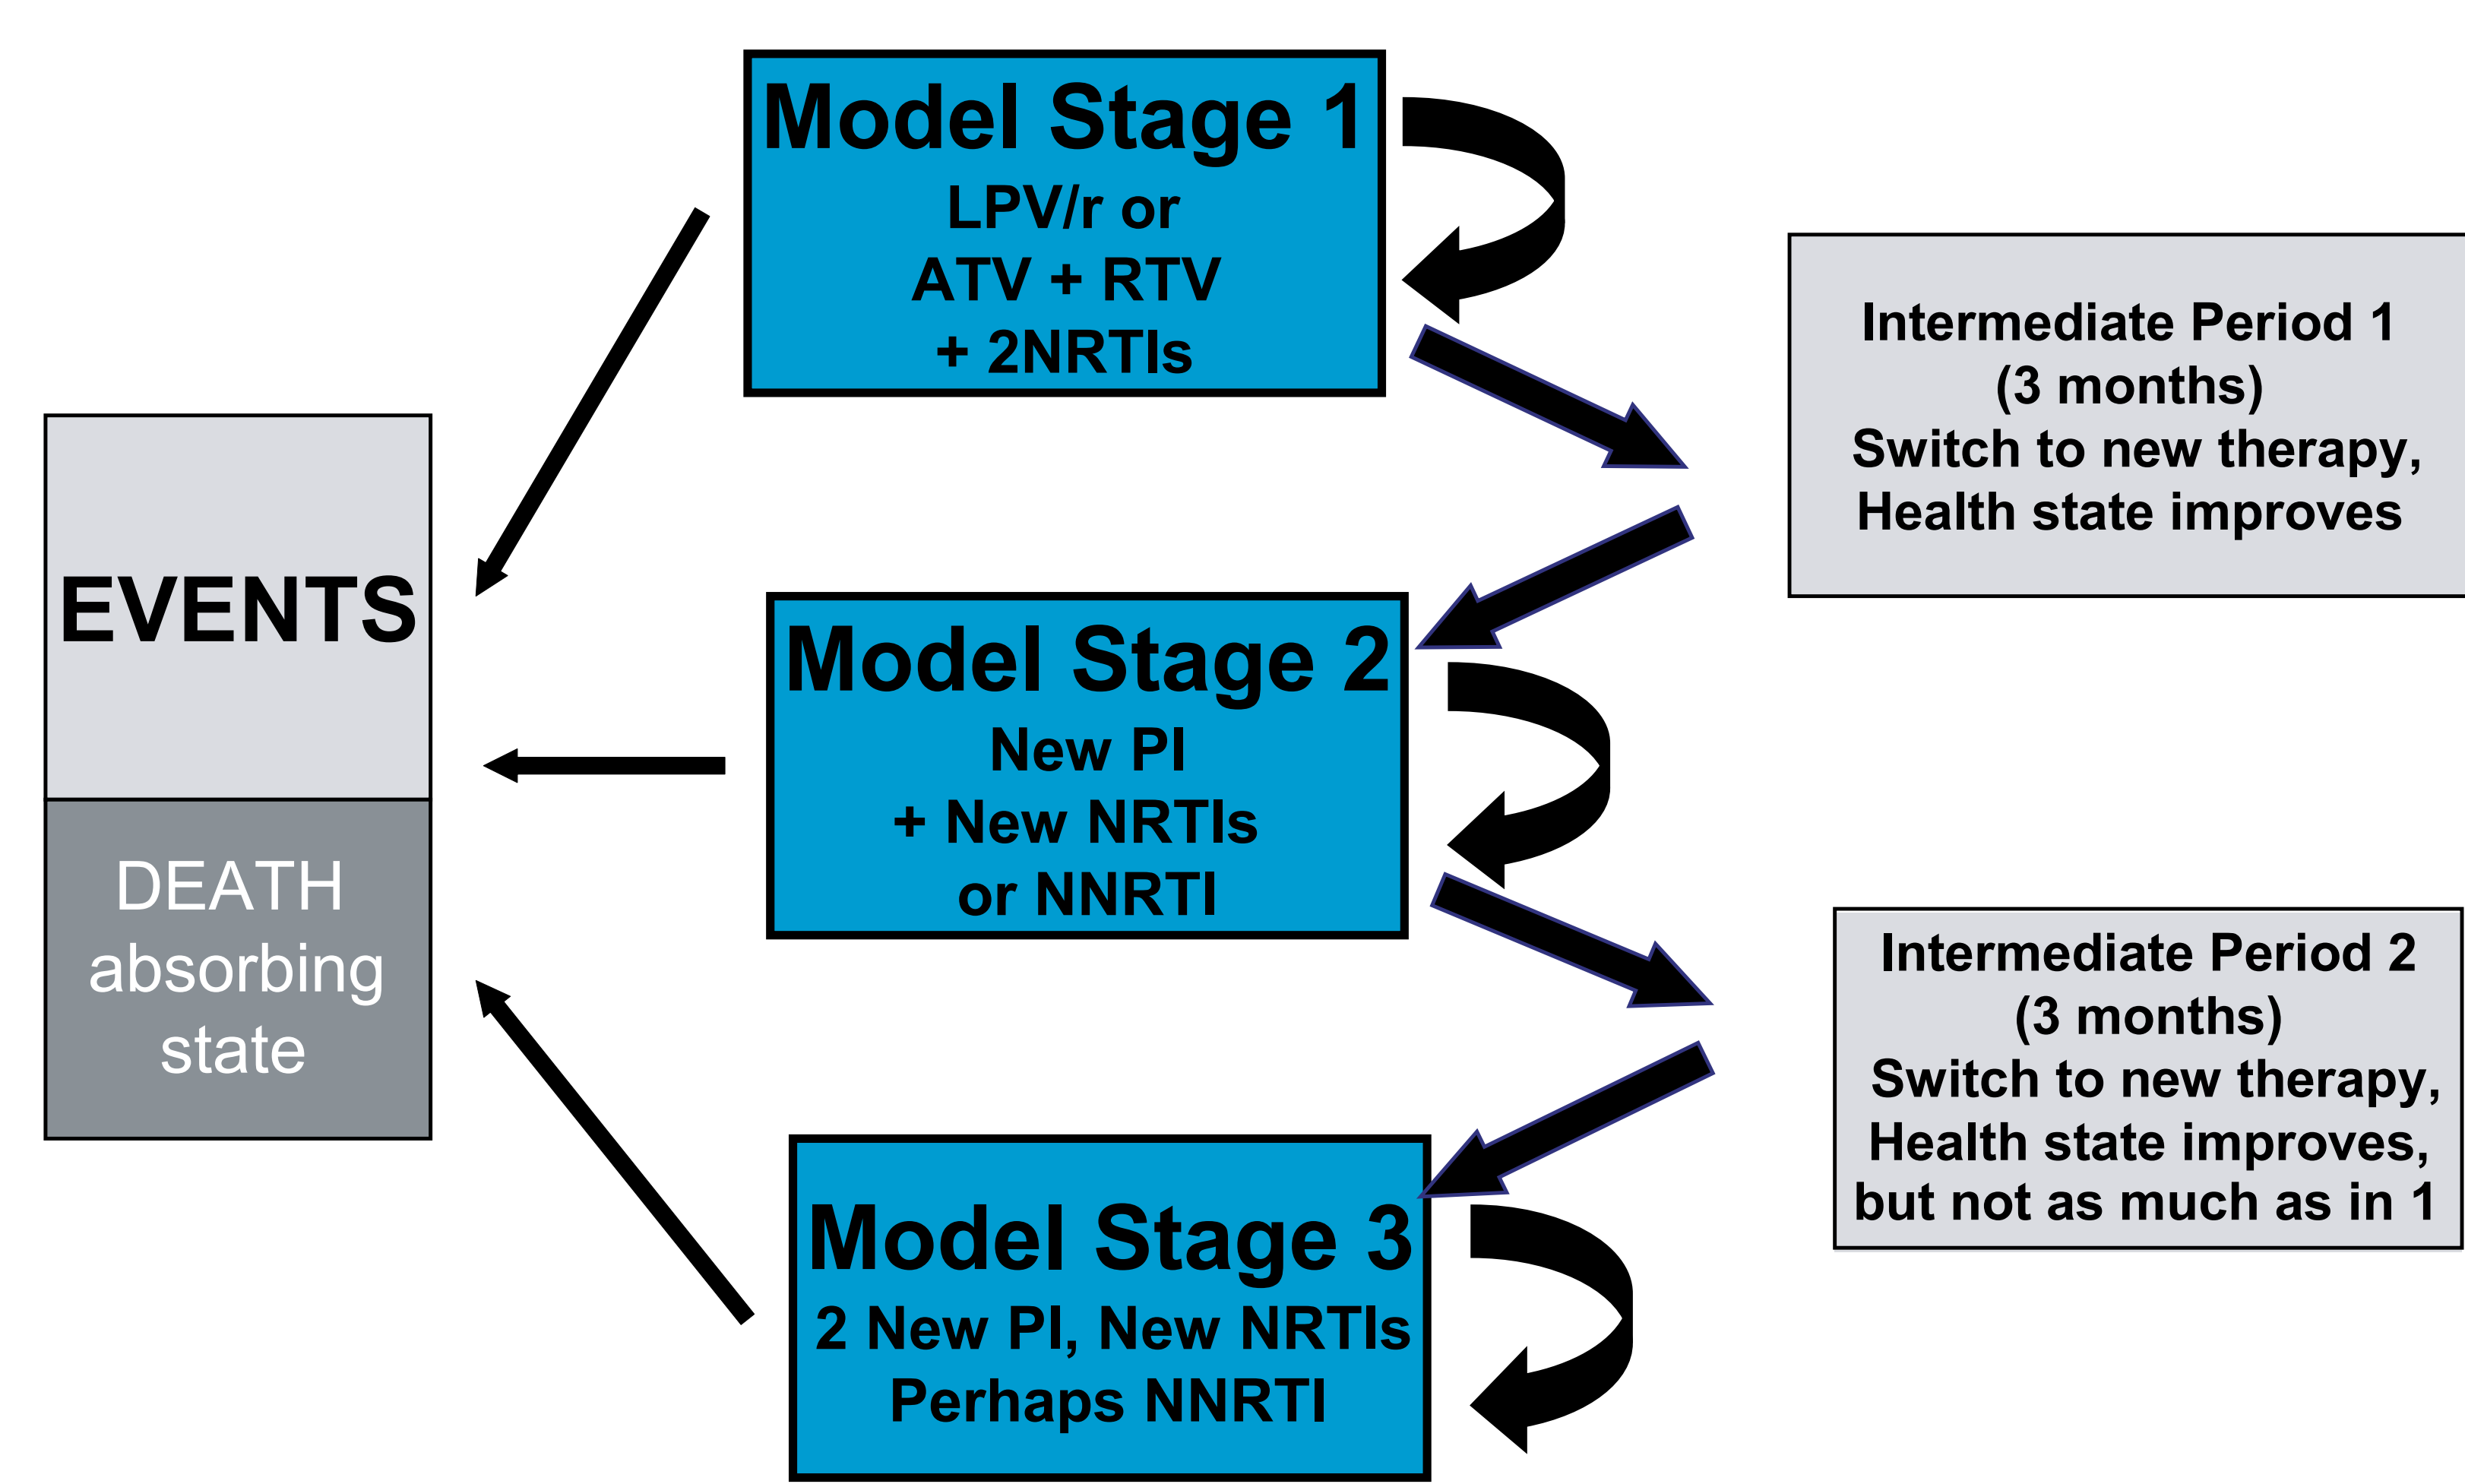 Model Stage 1
LPV/r or
ATV + RTV
+ 2NRTIs
Intermediate Period 1
(3 months)
Switch to new therapy,
Health state improves
EVENTS
DEATH
absorbing
state
Model Stage 2
New PI
+ New NRTIs
or NNRTI
Intermediate Period 2
(3 months)
Switch to new therapy,
Health state improves,
but not as much as in 1
Model Stage 3
2 New PI, New NRTIs
Perhaps NNRTI